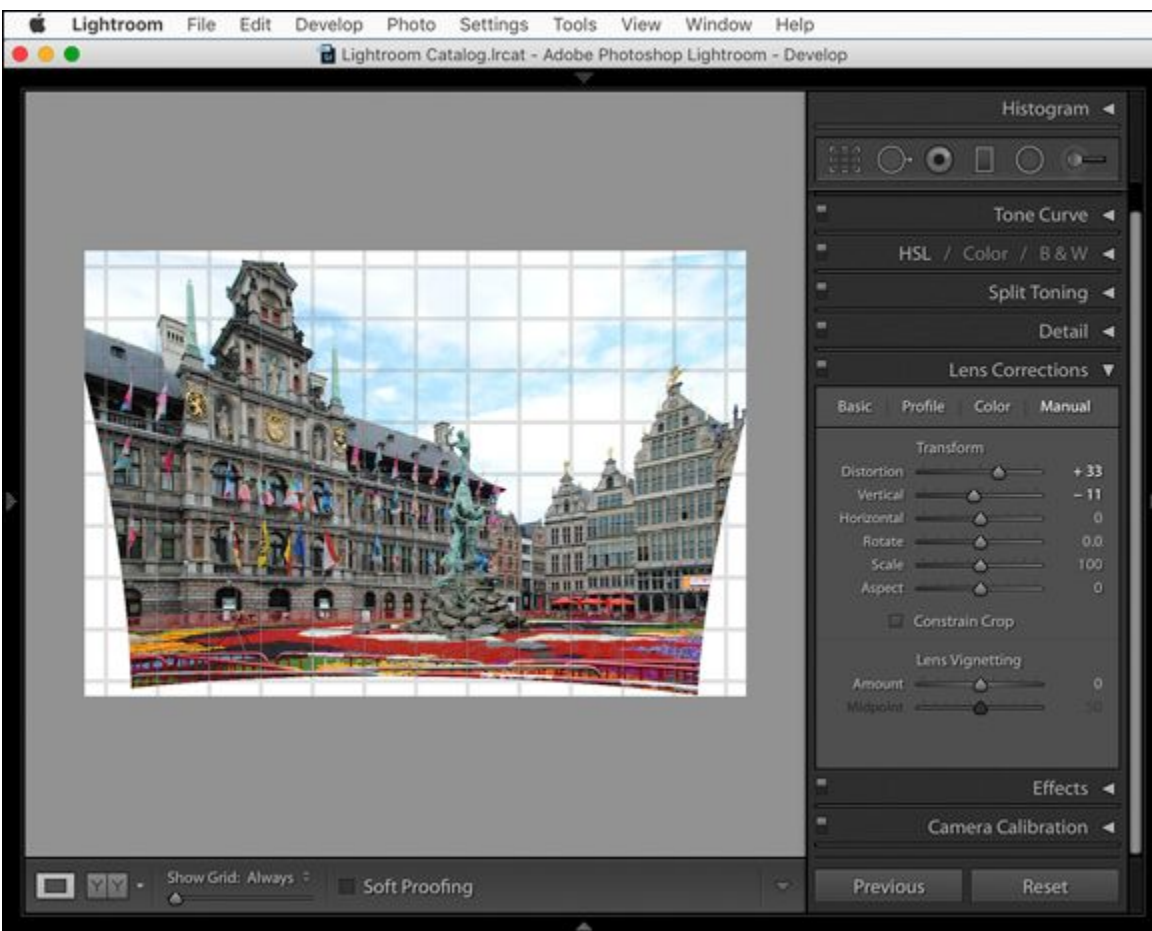 Lightroom File Edit Develop Photo Settings Tools View Window Help
Lightroom Catalog.lrcat - Adobe Photoshop Lightroom - Develop
Histogram
Tone Curve
HSL / Color / B & W
Split Toning
Detail
Lens Corrections
Basic Profile Color Manual
Transform
Distortion + 33
Vertical - 11
Horizontal 0
Rotate 0.0
Scale 100
Aspect 0
Constrain Crop
Lens Vignetting
Amount 0
Midpoint 50
Effects
Camera Calibration
Show Grid: Always
Soft Proofing
Previous Reset